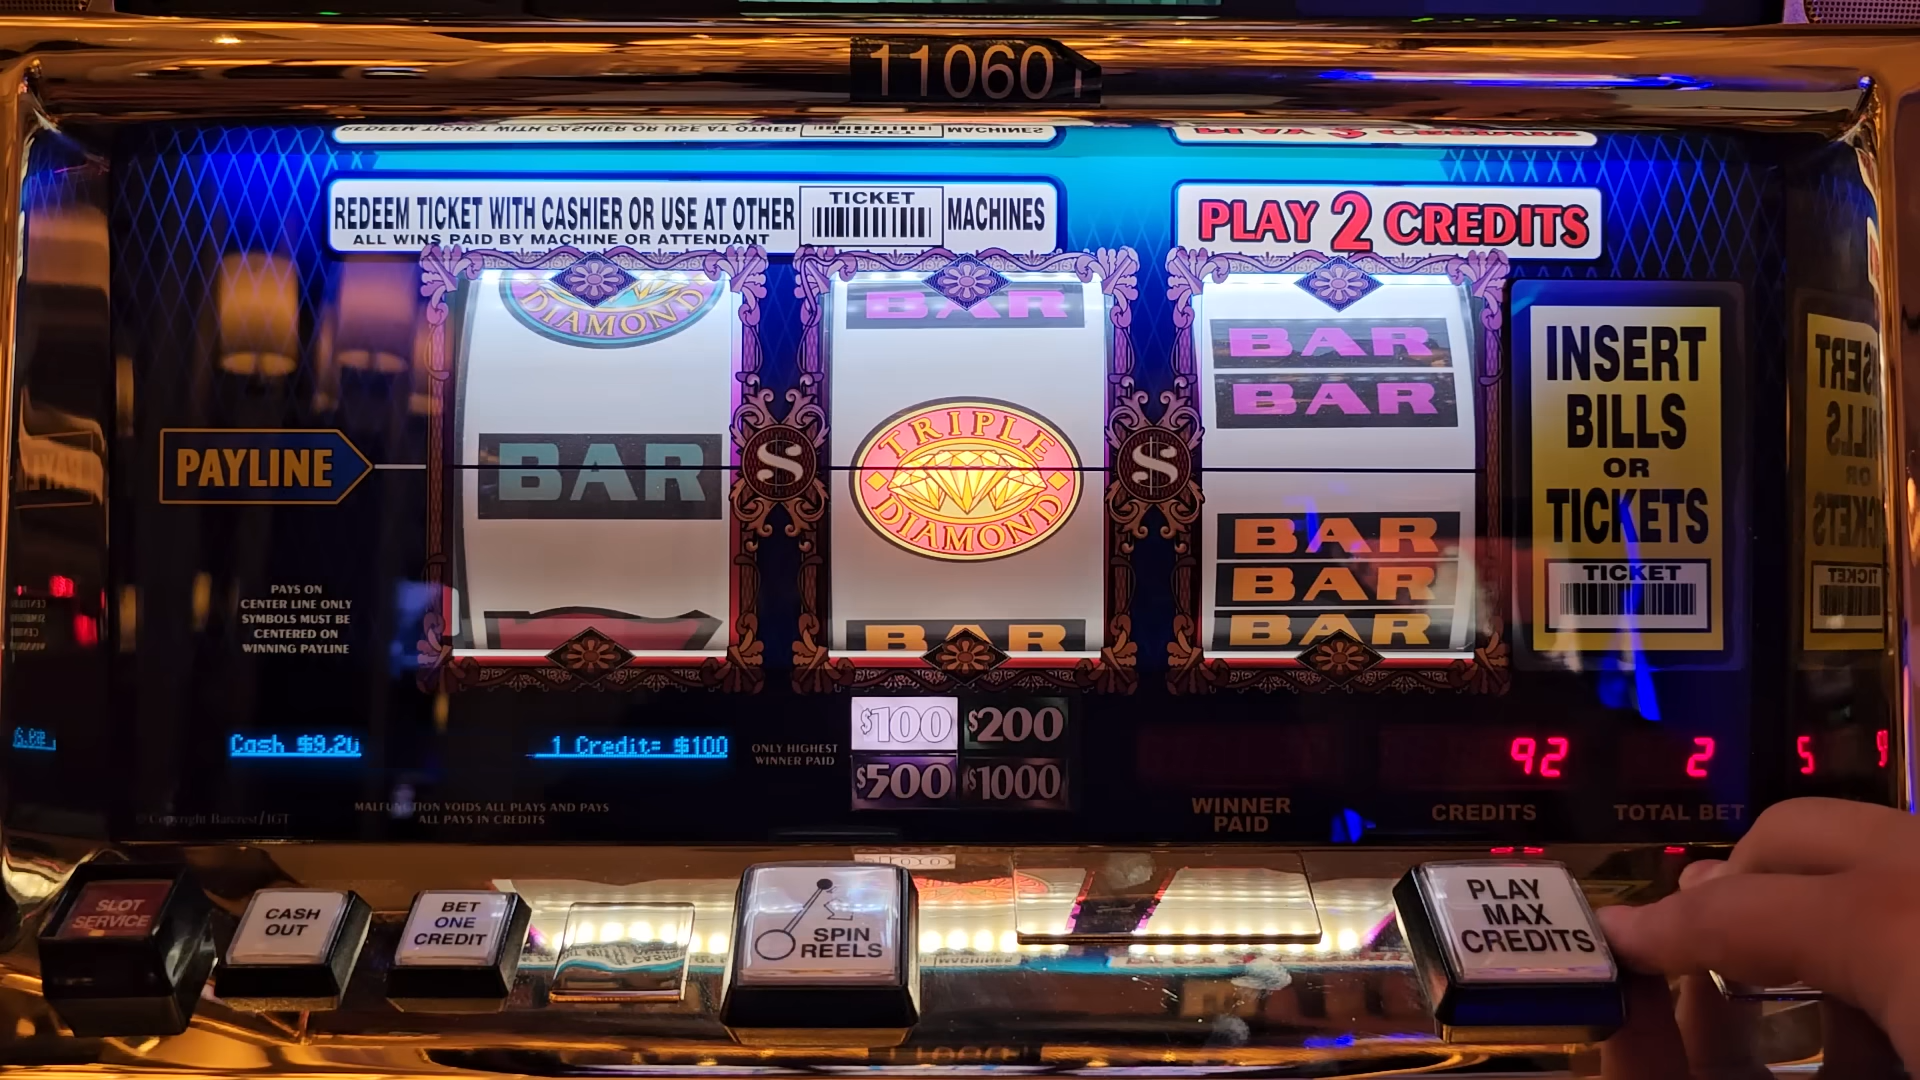 11060
REDEEM TICKET WITH CASHIER OR USE AT OTHER TICKET MACHINES
ALL WINS PAID BY MACHINE OR ATTENDANT
PLAY 2 CREDITS
DIAMOND
BAR
BAR
BAR
INSERT
BILLS
OR
TICKETS
TICKET
PAYLINE
BAR
TRIPLE
DIAMOND
BAR
BAR
BAR
BAR
PAYS ON
CENTER LINE ONLY
SYMBOLS MUST BE
CENTERED ON
WINNING PAYLINE
$ $
Cash $9.20
1 Credit= $100
ONLY HIGHEST
WINNER PAID
$100 $200
$500 $1000
92
2
WINNER
PAID
CREDITS
TOTAL BET
© Copyright Barcrest/IGT
MALFUNCTION VOIDS ALL PLAYS AND PAYS
ALL PAYS IN CREDITS
SLOT
SERVICE
CASH
OUT
BET
ONE
CREDIT
SPIN
REELS
PLAY
MAX
CREDITS